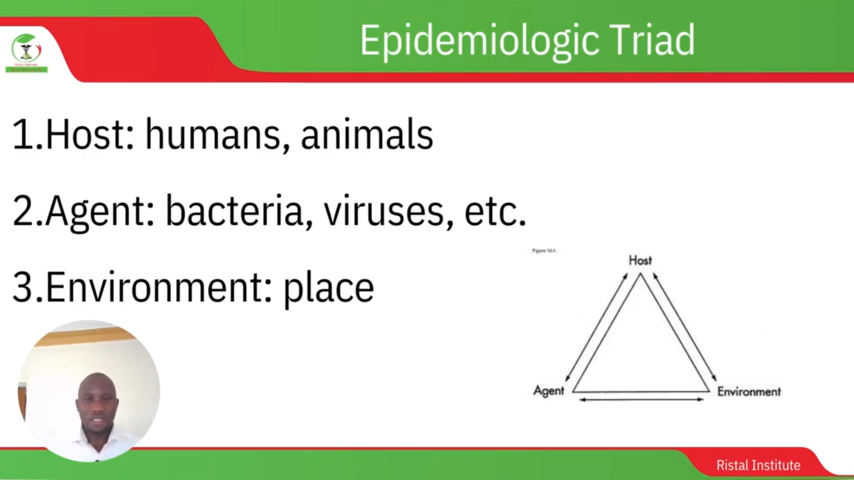 Epidemiologic Triad
1.Host: humans, animals
2.Agent: bacteria, viruses, etc.
3.Environment: place
Host
Agent
Environment
Ristal Institute